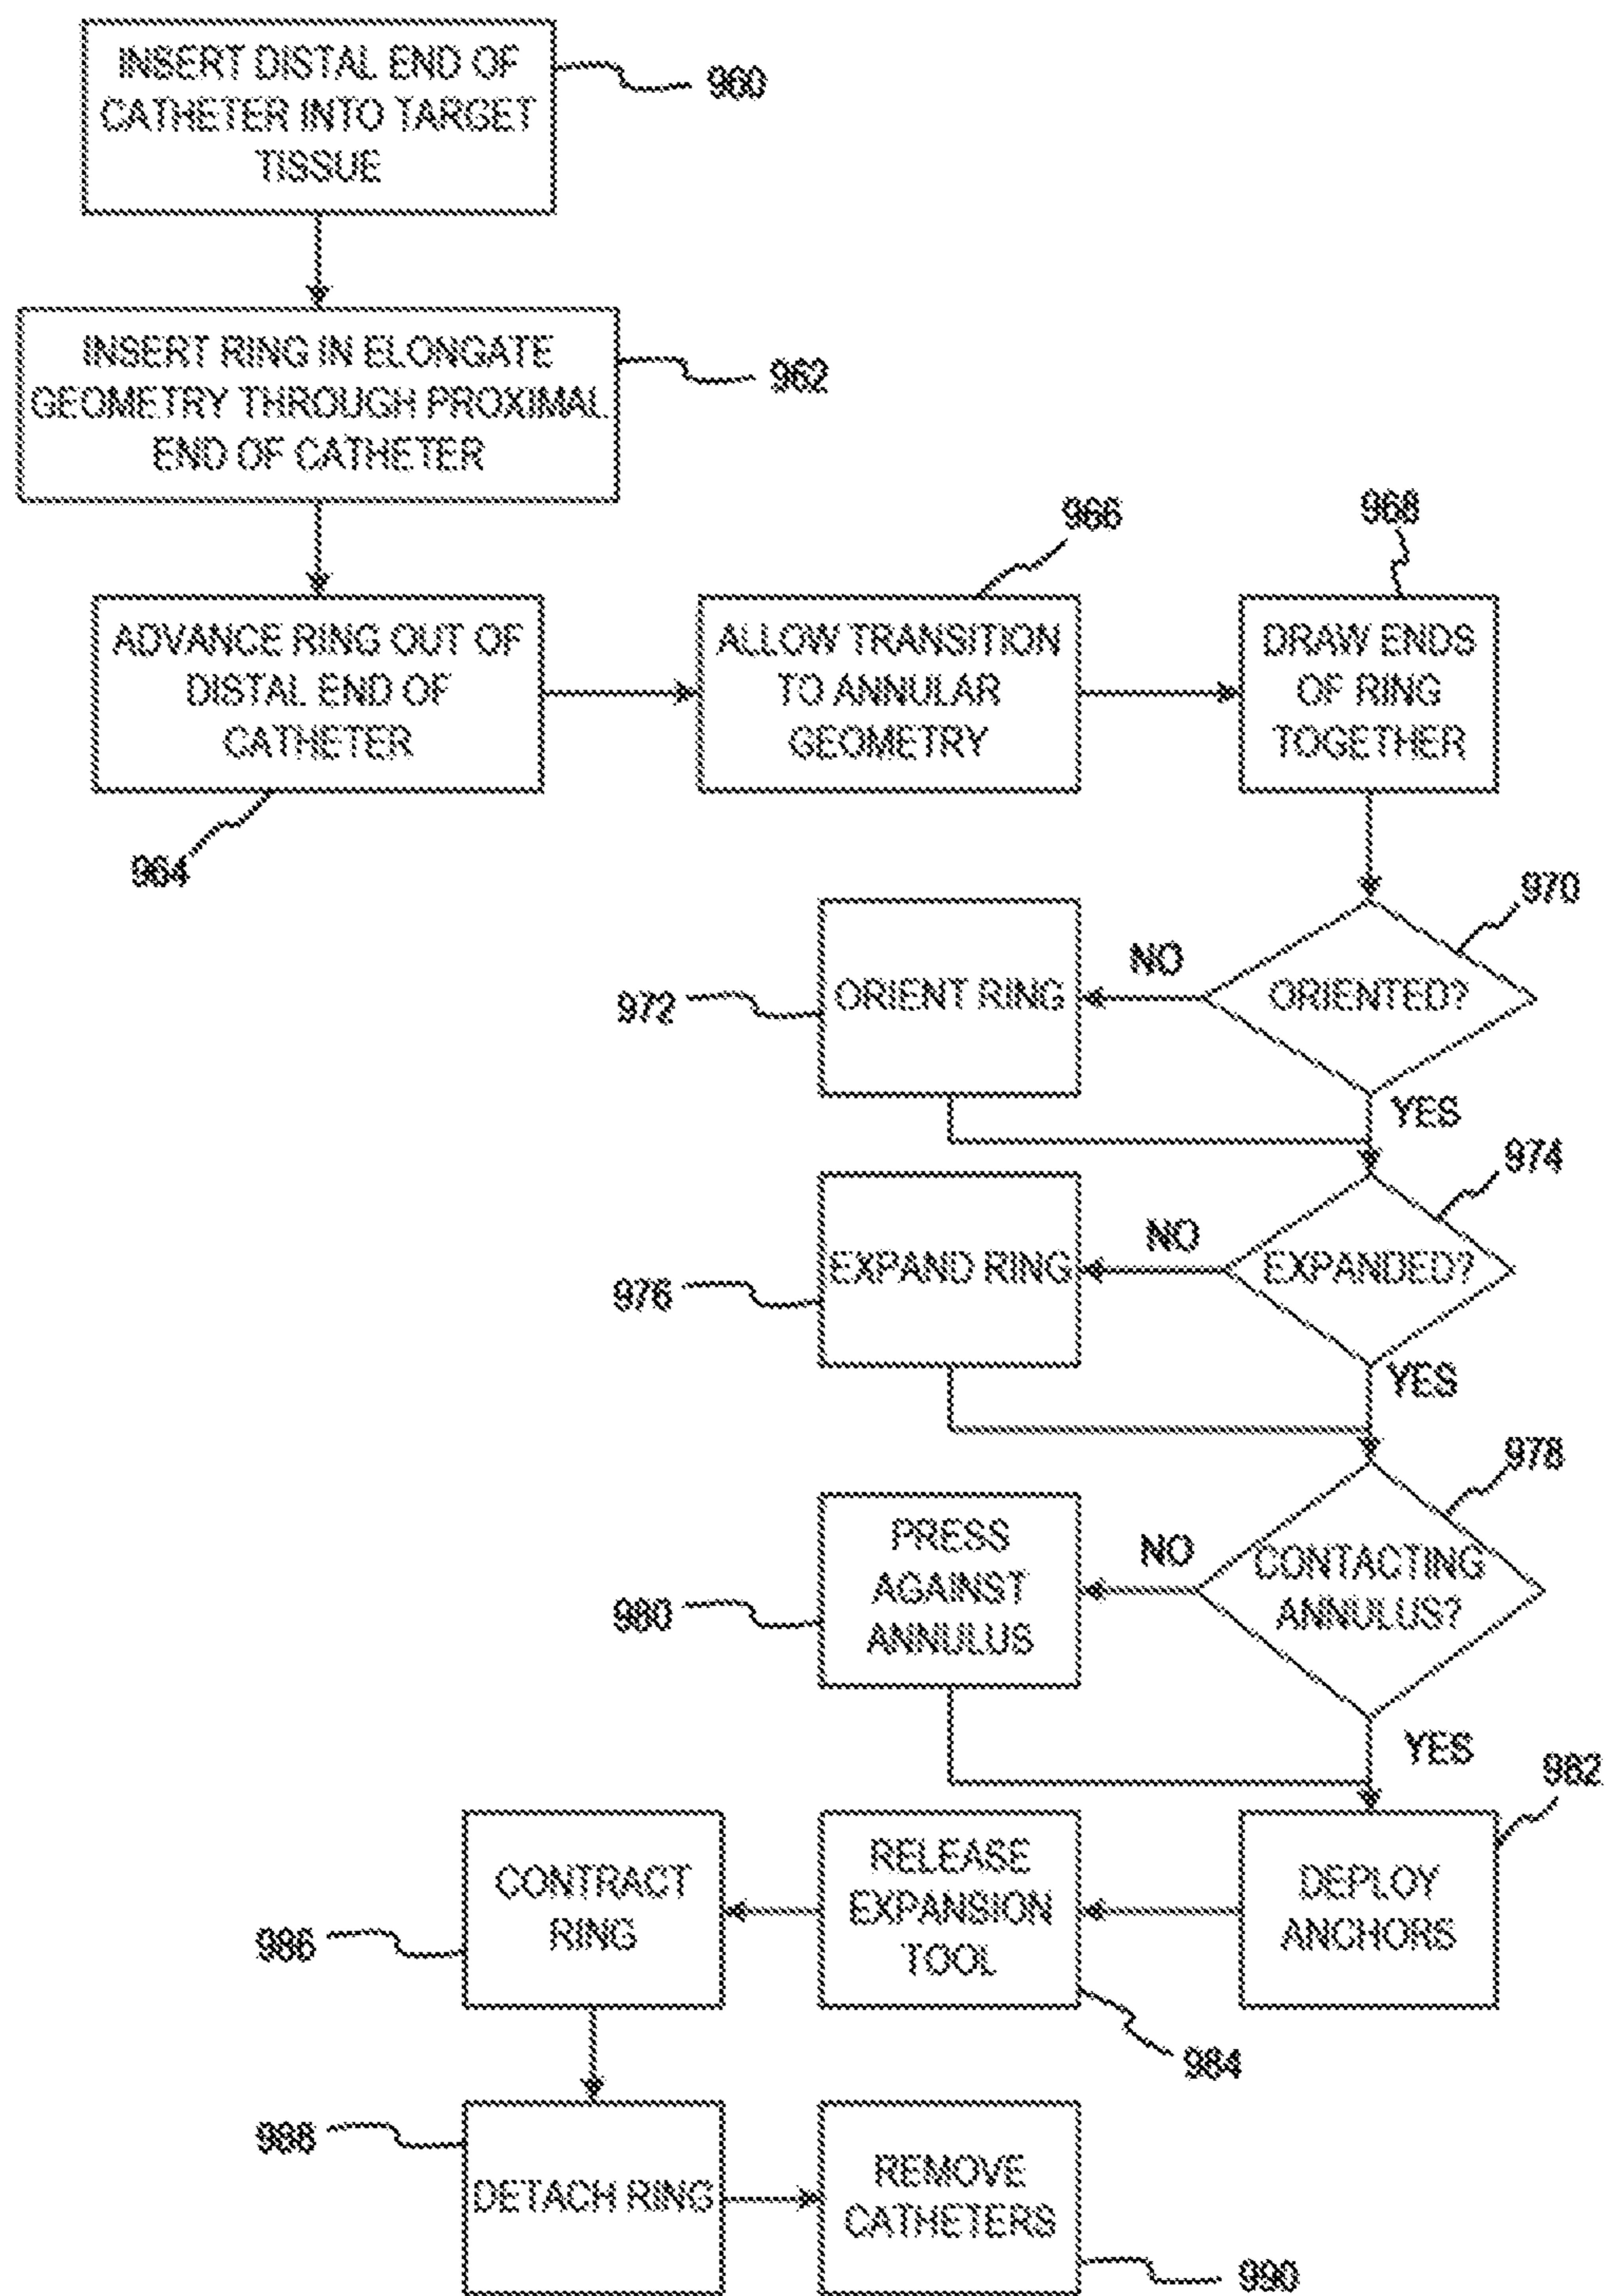 INSERT DISTAL END OF
CATHETER INTO TARGET
TISSUE
960
INSERT RING IN ELONGATE
GEOMETRY THROUGH PROXIMAL
END OF CATHETER
962
ADVANCE RING OUT OF
DISTAL END OF
CATHETER
964
ALLOW TRANSITION
TO ANNULAR
GEOMETRY
966
DRAW ENDS
OF RING
TOGETHER
968
ORIENTED?
970
NO
YES
ORIENT RING
972
EXPANDED?
974
NO
YES
EXPAND RING
976
CONTACTING
ANNULUS?
978
NO
YES
PRESS
AGAINST
ANNULUS
980
DEPLOY
ANCHORS
982
RELEASE
EXPANSION
TOOL
984
CONTRACT
RING
986
DETACH RING
988
REMOVE
CATHETERS
990